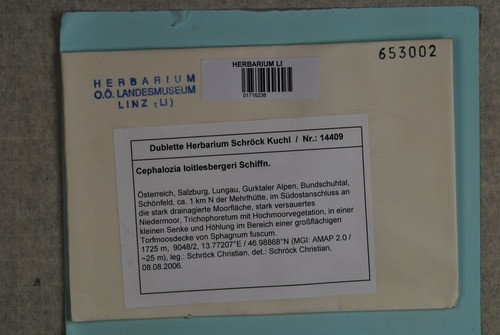 653002
HERBARIUM
O.Ö. LANDESMUSEUM
LINZ (LI)
HERBARIUM LI
01716238
Dublette Herbarium Schröck Kuchl / Nr.: 14409
Cephalozia loitlesbergeri Schiffn.
Österreich, Salzburg, Lungau, Gurktaler Alpen, Bundschuhtal,
Schönfeld, ca. 1 km N der Mehrlhütte, im Südostanschluss an
die stark drainagierte Moorfläche, stark versauertes
Niedermoor, Trichophoretum mit Hochmoorvegetation, in einer
kleinen Senke und Höhlung im Bereich einer großflächigen
Torfmoosdecke von Sphagnum fuscum.
1725 m, 9048/2, 13.77207°E / 46.98868°N (MGI: AMAP 2.0 /
~25 m), leg.: Schröck Christian, det.: Schröck Christian,
08.08.2006.